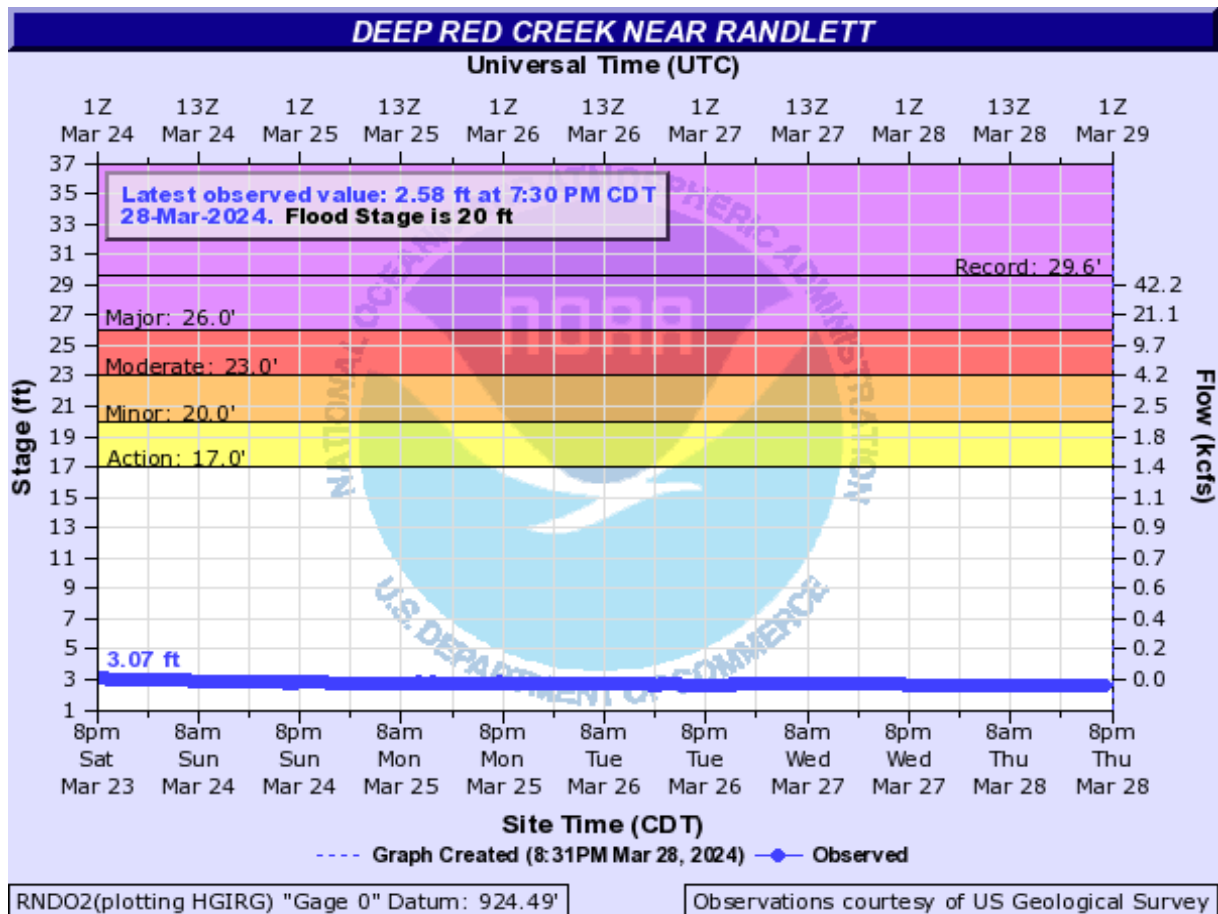 DEEP RED CREEK NEAR RANDLETT
Universal Time (UTC)
1Z 13Z 1Z 13Z 1Z 13Z 1Z 13Z 1Z 13Z 1Z
Mar 24 Mar 24 Mar 25 Mar 25 Mar 26 Mar 26 Mar 27 Mar 27 Mar 28 Mar 28 Mar 29
Latest observed value: 2.58 ft at 7:30 PM CDT
28-Mar-2024. Flood Stage is 20 ft
Stage (ft)
37
35
33
31
29
27
25
23
21
19
17
15
13
11
9
7
5
3
1
Record: 29.6'
Major: 26.0'
Moderate: 23.0'
Minor: 20.0'
Action: 17.0'
3.07 ft
NATIONAL OCEANIC AND ATMOSPHERIC ADMINISTRATION
NOAA
U.S. DEPARTMENT OF COMMERCE
42.2
21.1
9.7
4.2
2.5
1.8
1.4
1.1
0.9
0.7
0.6
0.4
0.2
0.0
Flow (kcfs)
8pm 8am 8pm 8am 8pm 8am 8pm 8am 8pm 8am 8pm
Sat Sun Sun Mon Mon Tue Tue Wed Wed Thu Thu
Mar 23 Mar 24 Mar 24 Mar 25 Mar 25 Mar 26 Mar 26 Mar 27 Mar 27 Mar 28 Mar 28
Site Time (CDT)
Graph Created (8:31PM Mar 28, 2024) Observed
RNDO2(plotting HGIRG) "Gage 0" Datum: 924.49'
Observations courtesy of US Geological Survey